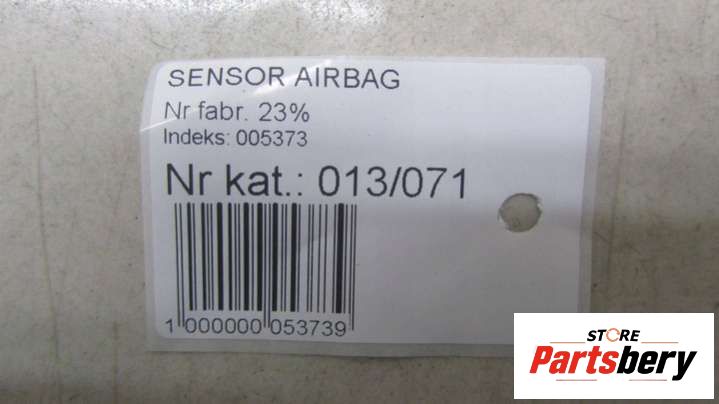 SENSOR AIRBAG
Nr fabr. 23%
Indeks: 005373
Nr kat.: 013/071
1 000000 053739
STORE
Partsbery